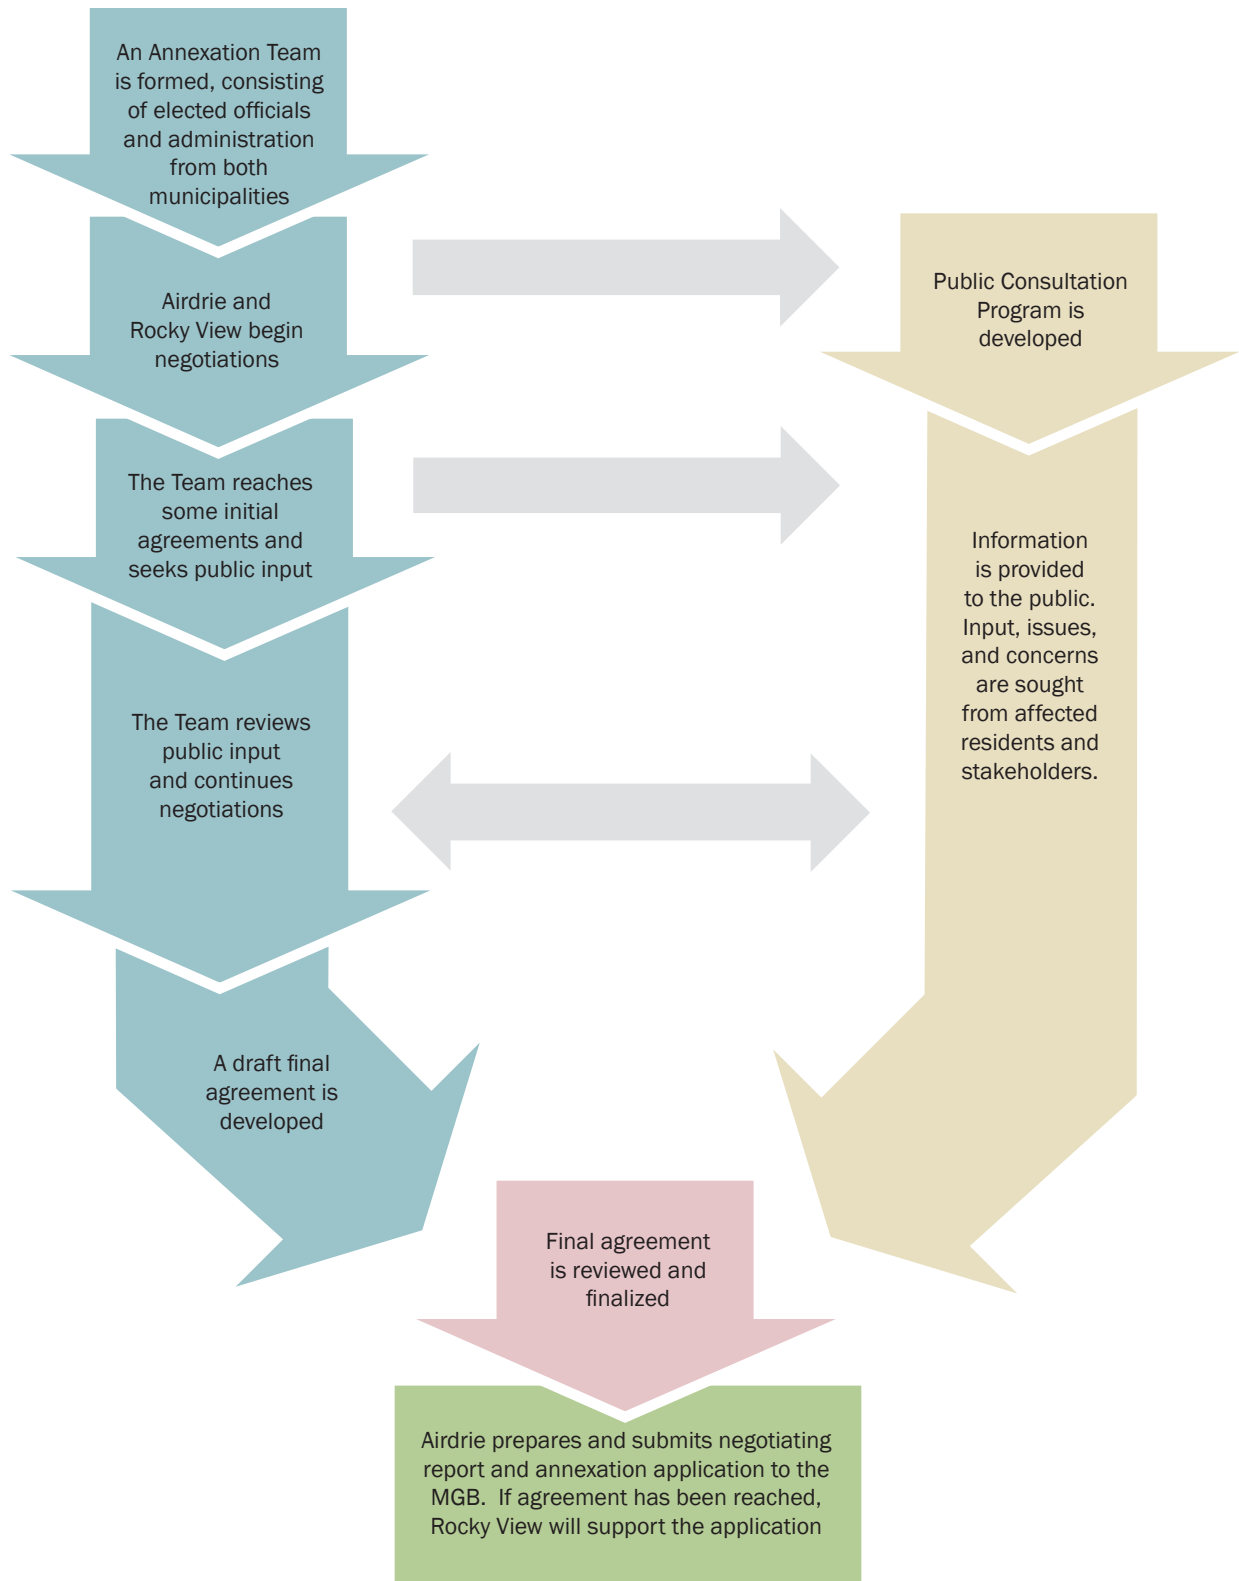 An Annexation Team
is formed, consisting
of elected officials
and administration
from both
municipalities
Airdrie and
Rocky View begin
negotiations
Public Consultation
Program is
developed
The Team reaches
some initial
agreements and
seeks public input
Information
is provided
to the public.
Input, issues,
and concerns
are sought
from affected
residents and
stakeholders.
The Team reviews
public input
and continues
negotiations
A draft final
agreement is
developed
Final agreement
is reviewed and
finalized
Airdrie prepares and submits negotiating
report and annexation application to the
MGB.  If agreement has been reached,
Rocky View will support the application